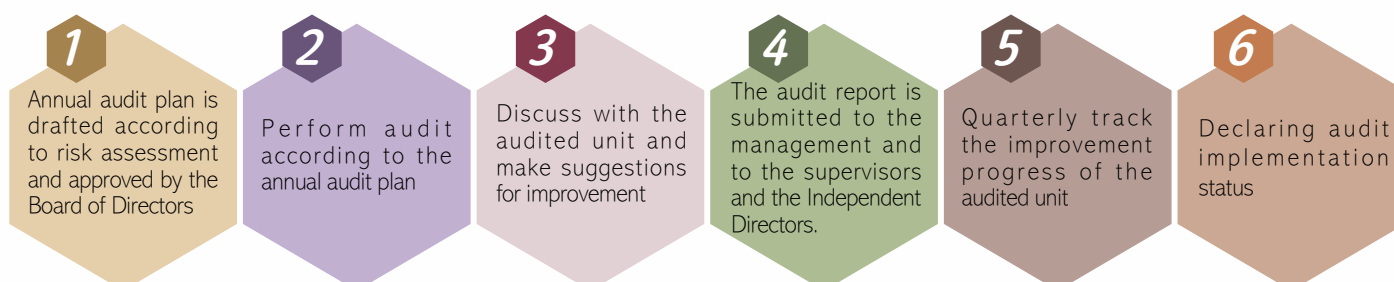 1
Annual audit plan is
drafted according
to risk assessment
and approved by the
Board of Directors
2
Perform audit
according to the
annual audit plan
3
Discuss with the
audited unit and
make suggestions
for improvement
4
The audit report is
submitted to the
management and
to the supervisors
and the Independent
Directors.
5
Quarterly track
the improvement
progress of the
audited unit
6
Declaring audit
implementation
status